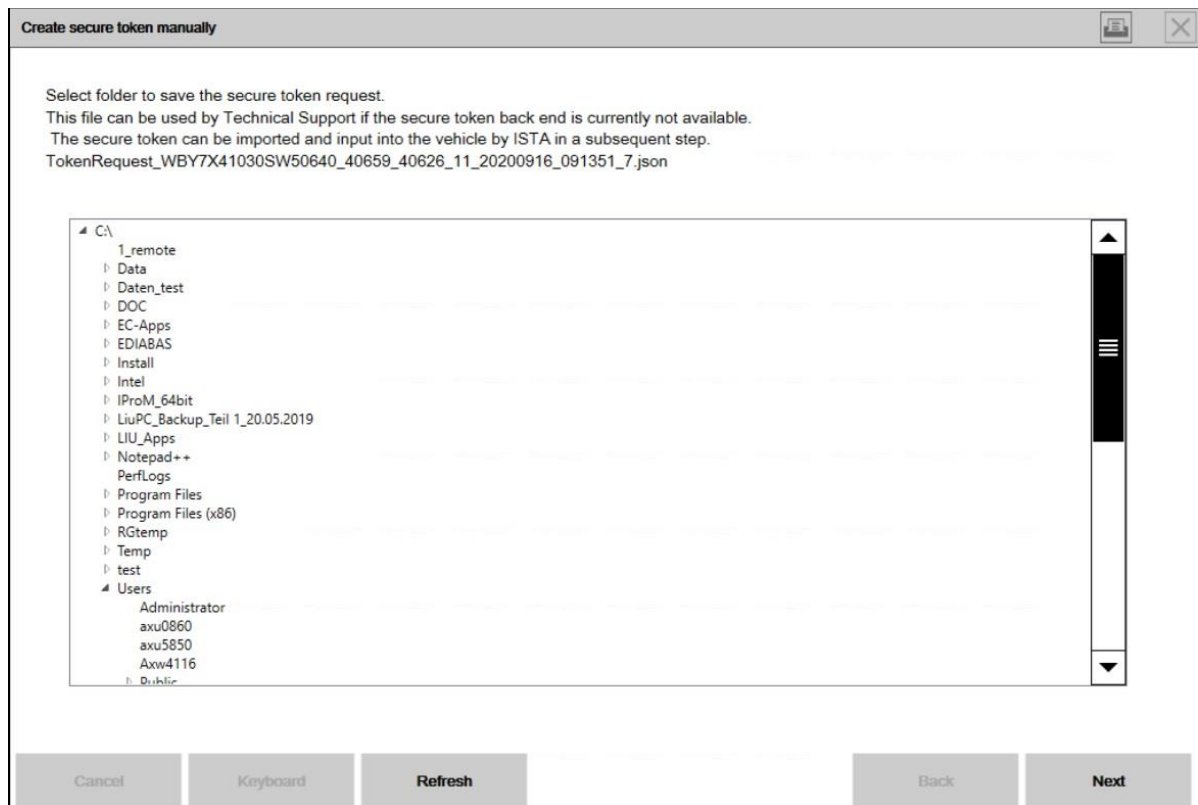 Create secure token manually
Select folder to save the secure token request.
This file can be used by Technical Support if the secure token back end is currently not available.
The secure token can be imported and input into the vehicle by ISTA in a subsequent step.
TokenRequest_WBY7X41030SW50640_40659_40626_11_20200916_091351_7.json
C:\
1_remote
Data
Daten_test
DOC
EC-Apps
EDIABAS
Install
Intel
IProM_64bit
LiuPC_Backup_Teil 1_20.05.2019
LIU_Apps
Notepad++
PerfLogs
Program Files
Program Files (x86)
RGtemp
Temp
test
Users
Administrator
axu0860
axu5850
Axw4116
Public
Cancel Keyboard Refresh Back Next